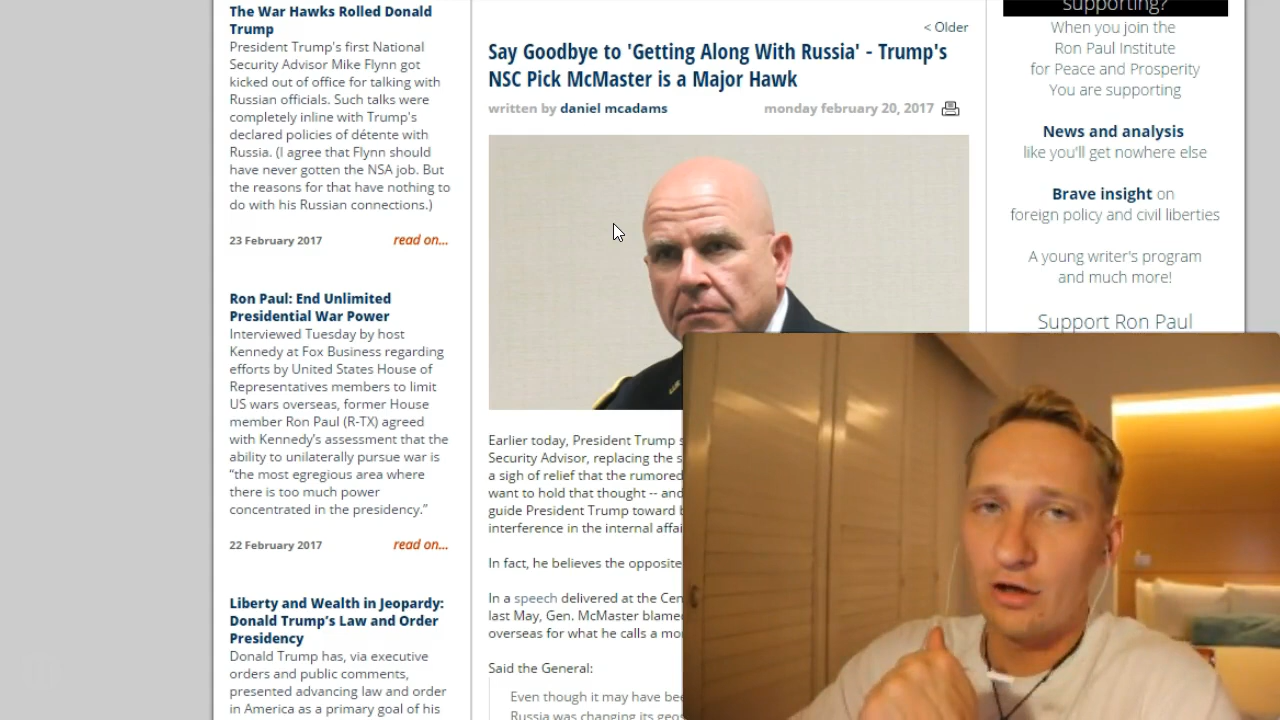 The War Hawks Rolled Donald
Trump
President Trump's first National
Security Advisor Mike Flynn got
kicked out of office for talking with
Russian officials. Such talks were
completely inline with Trump's
declared policies of détente with
Russia. (I agree that Flynn should
have never gotten the NSA job. But
the reasons for that have nothing to
do with his Russian connections.)
23 February 2017
read on...
Ron Paul: End Unlimited
Presidential War Power
Interviewed Tuesday by host
Kennedy at Fox Business regarding
efforts by United States House of
Representatives members to limit
US wars overseas, former House
member Ron Paul (R-TX) agreed
with Kennedy's assessment that the
ability to unilaterally pursue war is
“the most egregious area where
there is too much power
concentrated in the presidency.”
22 February 2017
read on...
Liberty and Wealth in Jeopardy:
Donald Trump's Law and Order
Presidency
Donald Trump has, via executive
orders and public comments,
presented advancing law and order
in America as a primary goal of his
< Older
Say Goodbye to 'Getting Along With Russia' - Trump's
NSC Pick McMaster is a Major Hawk
written by daniel mcadams
monday february 20, 2017
Earlier today, President Trump s
Security Advisor, replacing the s
a sigh of relief that the rumored
want to hold that thought -- and
guide President Trump toward b
interference in the internal affai
In fact, he believes the opposite
In a speech delivered at the Cen
last May, Gen. McMaster blamed
overseas for what he calls a mo
Said the General:
Even though it may have bee
Russia was changing its geos
supporting?
When you join the
Ron Paul Institute
for Peace and Prosperity
You are supporting
News and analysis
like you'll get nowhere else
Brave insight on
foreign policy and civil liberties
A young writer's program
and much more!
Support Ron Paul